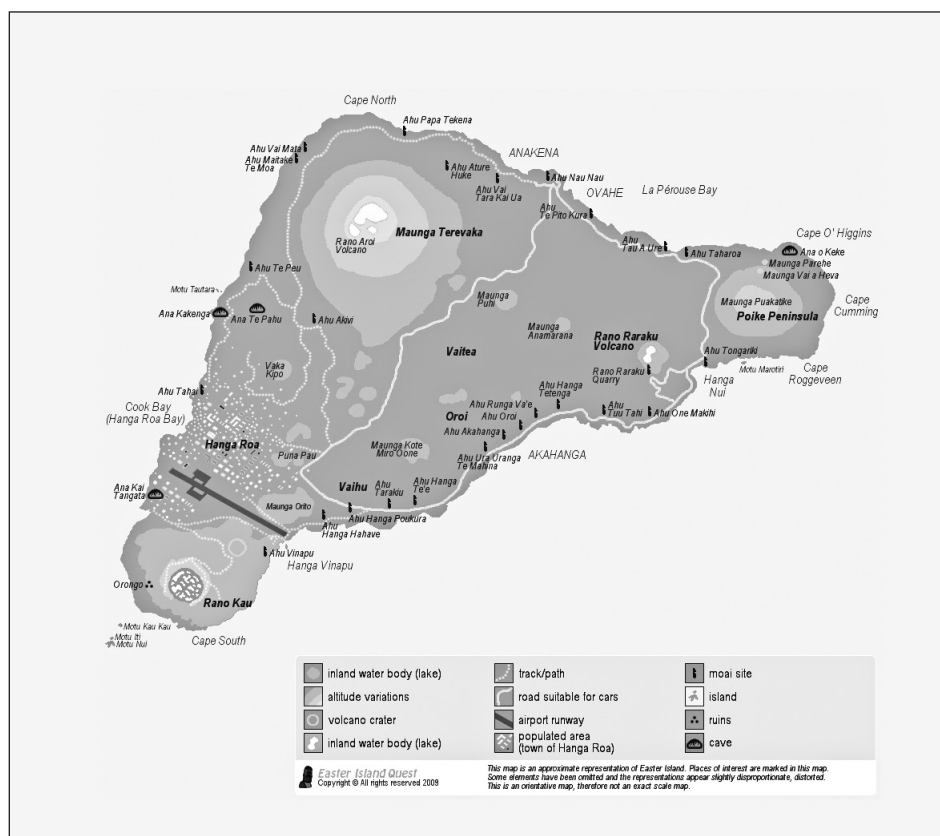 Cape North
Ahu Papa Tekena
Ahu Vai Mata
Ahu Maitake
Te Moa
ANAKENA
Ahu Ature
Huke
Ahu Nau Nau
Ahu Vai
Tara Kai Ua
OVAHE
La Pérouse Bay
Ahu
Te Pito Kura
Rano Aroi
Volcano
Maunga Terevaka
Cape O' Higgins
Ahu
Tau A Ure
Ahu Taharoa
Ana o Keke
Maunga Parehe
Maunga Vai a Heva
Ahu Te Peu
Motu Tautara
Maunga
Puhi
Maunga Puakatike
Poike Peninsula
Cape
Cumming
Ana Kakenga
Ana Te Pahu
Ahu Akivi
Maunga
Anamarana
Rano Raraku
Volcano
Vaitea
Ahu Tongariki
Vaka
Kipo
Rano Raraku
Quarry
Motu Marotiri
Cape
Roggeveen
Hanga
Nui
Ahu Tahai
Ahu Hanga
Tetenga
Cook Bay
(Hanga Roa Bay)
Oroi
Ahu Runga Va'e
Ahu Oroi
Ahu
Tuu Tahi
Ahu One Makihi
Ahu Akahanga
Hanga Roa
Puna Pau
Maunga Kote
Miro Oone
AKAHANGA
Ahu Ura Uranga
Te Mahina
Ana Kai
Tangata
Vaihu
Ahu
Tarakiu
Ahu Hanga
Te'e
Maunga Orito
Ahu Hanga Poukura
Ahu
Hanga Hahave
Ahu Vinapu
Hanga Vinapu
Orongo
Rano Kau
Motu Kau Kau
Motu Iti
Motu Nui
Cape South
inland water body (lake)
altitude variations
volcano crater
inland water body (lake)
track/path
road suitable for cars
airport runway
populated area
(town of Hanga Roa)
moai site
island
ruins
cave
Easter Island Quest
Copyright © All rights reserved 2009
This map is an approximate representation of Easter Island. Places of interest are marked in this map.
Some elements have been omitted and the representations appear slightly disproportionate, distorted.
This is an orientative map, therefore not an exact scale map.